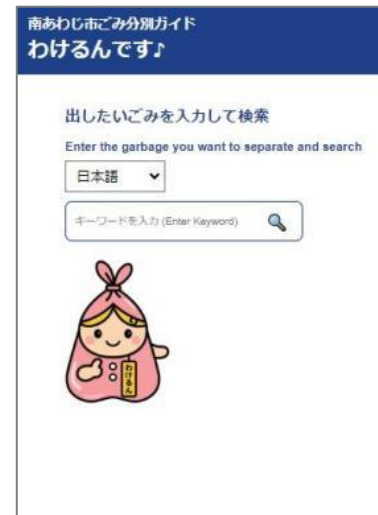 南あわじ市ごみ分別ガイド
わけるんです♪
出したいごみを入力して検索
Enter the garbage you want to separate and search
日本語
キーワードを入力 (Enter Keyword)
わけるん